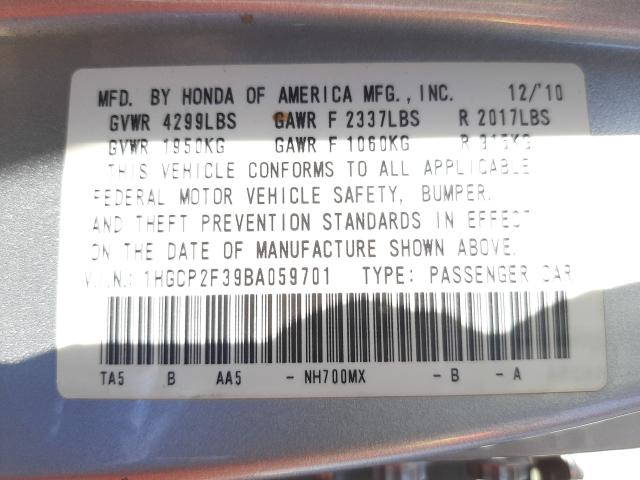 MFD. BY HONDA OF AMERICA MFG., INC. 12/'10
GVWR 4299LBS GAWR F 2337LBS R 2017LBS
GVWR 1950KG GAWR F 1060KG R 915KG
THIS VEHICLE CONFORMS TO ALL APPLICABLE
FEDERAL MOTOR VEHICLE SAFETY, BUMPER,
AND THEFT PREVENTION STANDARDS IN EFFECT
ON THE DATE OF MANUFACTURE SHOWN ABOVE.
V.I.N.: 1HGCP2F39BA059701 TYPE: PASSENGER CAR
TA5 B AA5 - NH700MX - B - A